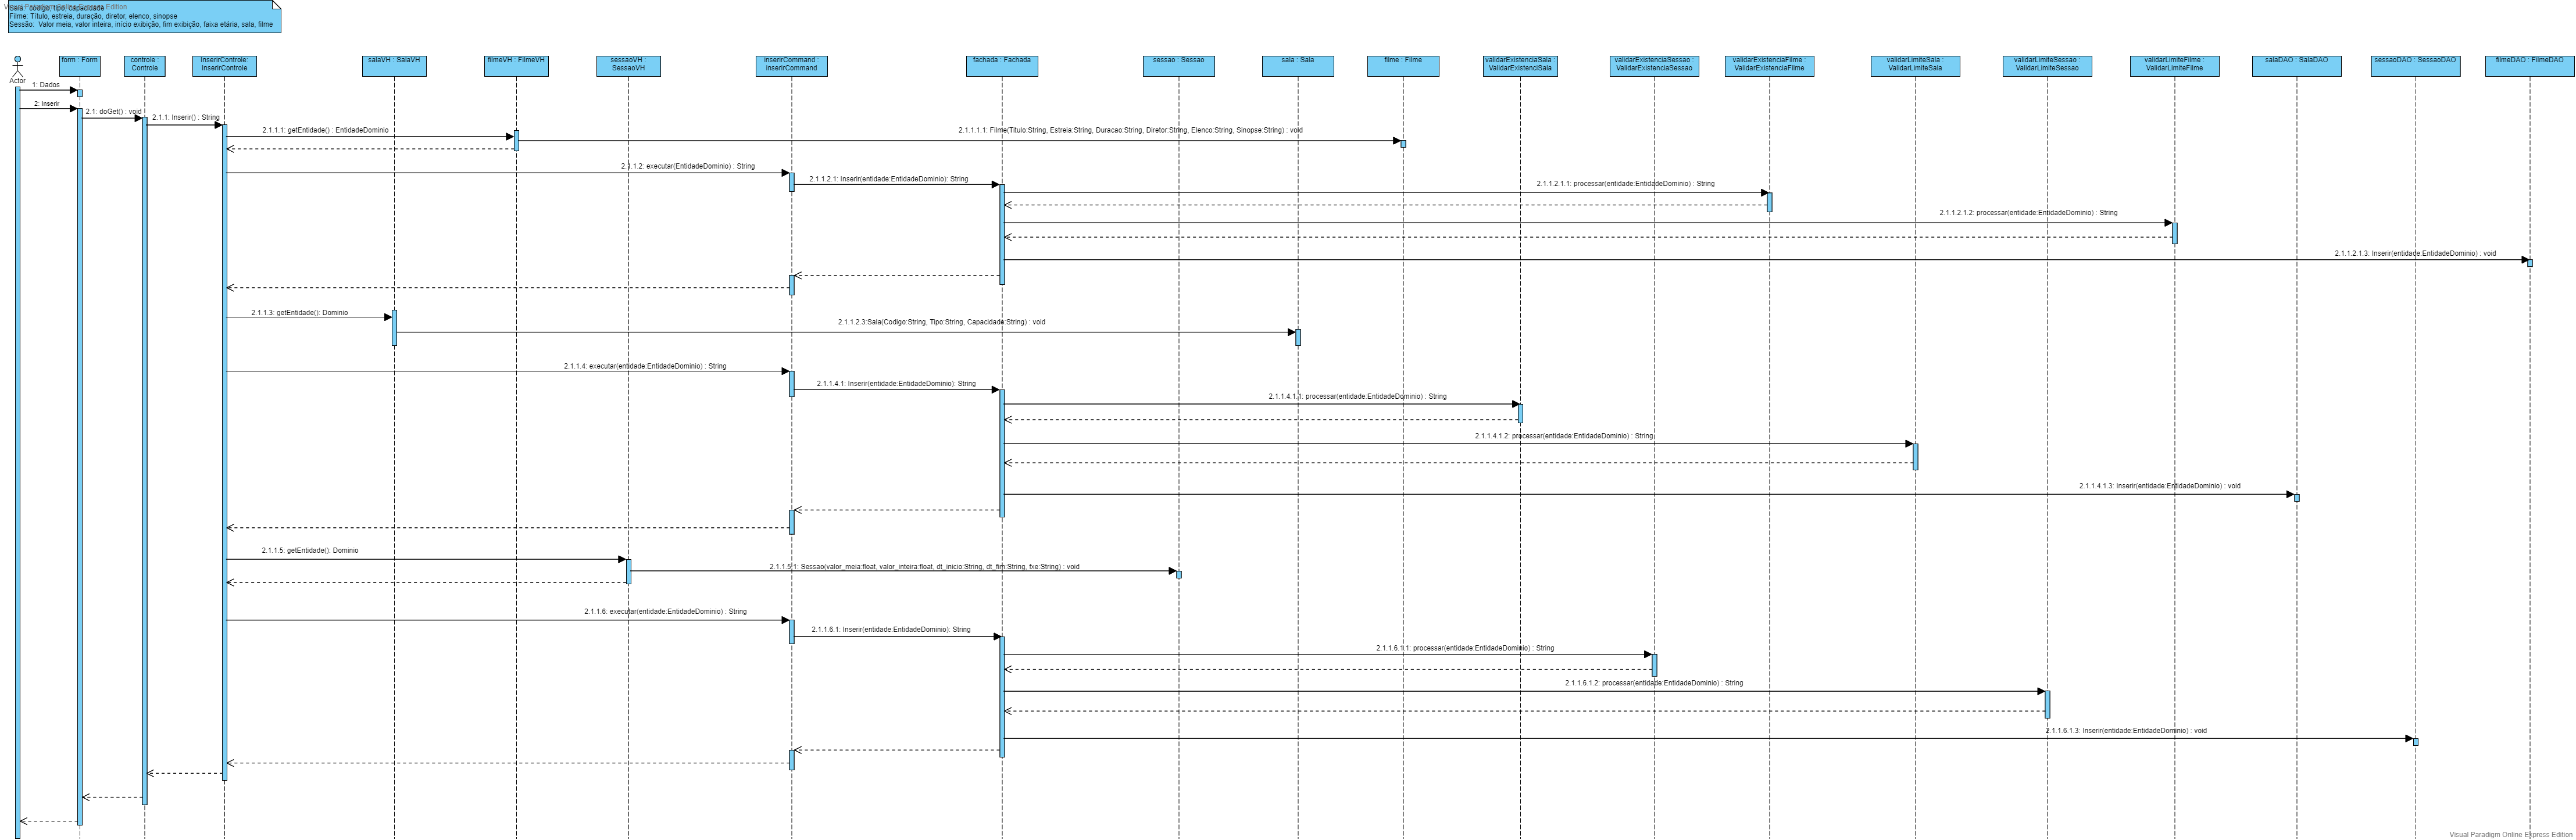 Visual Paradigm Online Express Edition
Sala: código, tipo, capacidade
Filme: Título, estreia, duração, diretor, elenco, sinopse
Sessão: Valor meia, valor inteira, início exibição, fim exibição, faixa etária, sala, filme
Actor
form : Form
controle :
Controle
InserirControle:
InserirControle
salaVH : SalaVH
filmeVH : FilmeVH
sessaoVH :
SessaoVH
inserirCommand :
inserirCommand
fachada : Fachada
sessao : Sessao
sala : Sala
filme : Filme
validarExistenciaSala :
ValidarExistenciSala
validarExistenciaSessao :
ValidarExistenciaSessao
validarExistenciaFilme :
ValidarExistenciaFilme
validarLimiteSala :
ValidarLimiteSala
validarLimiteSessao :
ValidarLimiteSessao
validarLimiteFilme :
ValidarLimiteFilme
salaDAO : SalaDAO
sessaoDAO : SessaoDAO
filmeDAO : FilmeDAO
1: Dados
2: Inserir
2.1: doGet() : void
2.1.1: Inserir() : String
2.1.1.1: getEntidade() : EntidadeDominio
2.1.1.1.1: Filme(Titulo:String, Estreia:String, Duracao:String, Diretor:String, Elenco:String, Sinopse:String) : void
2.1.1.2: executar(EntidadeDominio) : String
2.1.1.2.1: Inserir(entidade:EntidadeDominio): String
2.1.1.2.1.1: processar(entidade:EntidadeDominio) : String
2.1.1.2.1.2: processar(entidade:EntidadeDominio) : String
2.1.1.2.1.3: Inserir(entidade:EntidadeDominio) : void
2.1.1.3: getEntidade(): Dominio
2.1.1.2.3:Sala(Codigo:String, Tipo:String, Capacidade:String) : void
2.1.1.4: executar(entidade:EntidadeDominio) : String
2.1.1.4.1: Inserir(entidade:EntidadeDominio): String
2.1.1.4.1.1: processar(entidade:EntidadeDominio) : String
2.1.1.4.1.2: processar(entidade:EntidadeDominio) : String
2.1.1.4.1.3: Inserir(entidade:EntidadeDominio) : void
2.1.1.5: getEntidade(): Dominio
2.1.1.5.1: Sessao(valor_meia:float, valor_inteira:float, dt_inicio:String, dt_fim:String, fxe:String) : void
2.1.1.6: executar(entidade:EntidadeDominio) : String
2.1.1.6.1: Inserir(entidade:EntidadeDominio): String
2.1.1.6.1.1: processar(entidade:EntidadeDominio) : String
2.1.1.6.1.2: processar(entidade:EntidadeDominio) : String
2.1.1.6.1.3: Inserir(entidade:EntidadeDominio) : void
Visual Paradigm Online Express Edition